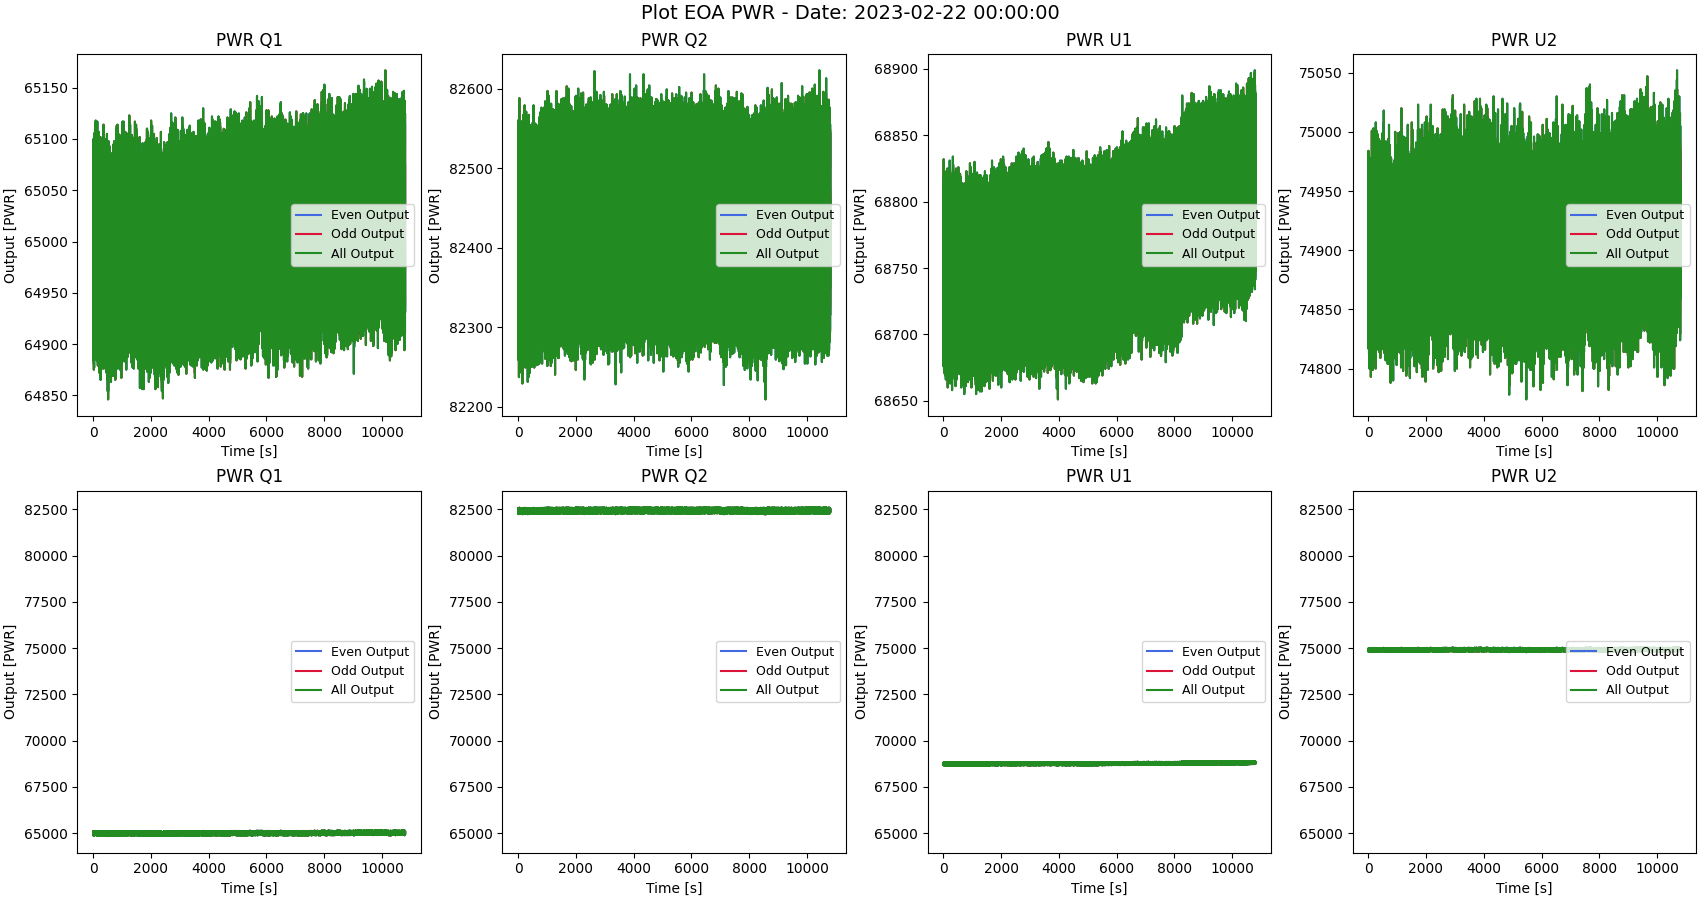 Plot EOA PWR - Date: 2023-02-22 00:00:00
PWR Q1
Output [PWR]
65150
65100
65050
65000
64950
64900
64850
Even Output
Odd Output
All Output
0 2000 4000 6000 8000 10000
Time [s]
PWR Q2
Output [PWR]
82600
82500
82400
82300
82200
Even Output
Odd Output
All Output
0 2000 4000 6000 8000 10000
Time [s]
PWR U1
Output [PWR]
68900
68850
68800
68750
68700
68650
Even Output
Odd Output
All Output
0 2000 4000 6000 8000 10000
Time [s]
PWR U2
Output [PWR]
75050
75000
74950
74900
74850
74800
Even Output
Odd Output
All Output
0 2000 4000 6000 8000 10000
Time [s]
PWR Q1
Output [PWR]
82500
80000
77500
75000
72500
70000
67500
65000
Even Output
Odd Output
All Output
0 2000 4000 6000 8000 10000
Time [s]
PWR Q2
Output [PWR]
82500
80000
77500
75000
72500
70000
67500
65000
Even Output
Odd Output
All Output
0 2000 4000 6000 8000 10000
Time [s]
PWR U1
Output [PWR]
82500
80000
77500
75000
72500
70000
67500
65000
Even Output
Odd Output
All Output
0 2000 4000 6000 8000 10000
Time [s]
PWR U2
Output [PWR]
82500
80000
77500
75000
72500
70000
67500
65000
Even Output
Odd Output
All Output
0 2000 4000 6000 8000 10000
Time [s]